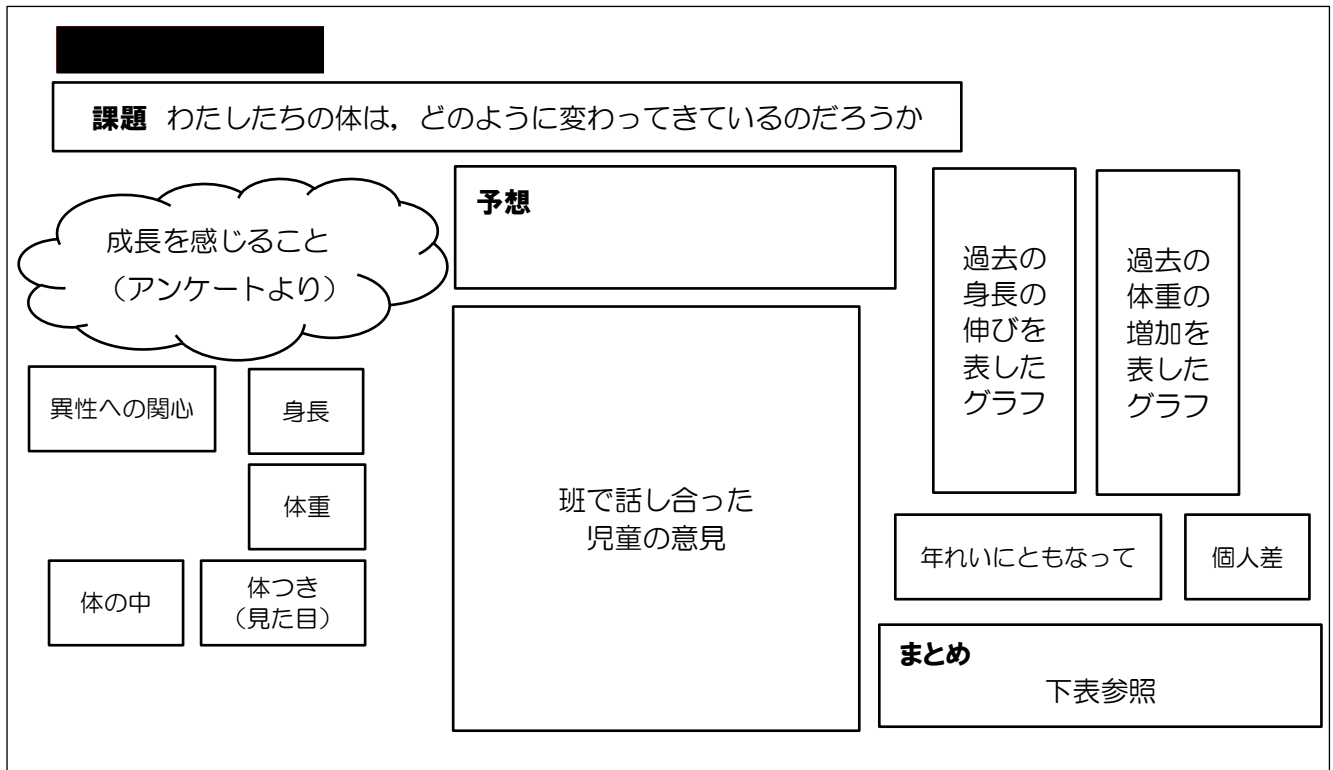 課題 わたしたちの体は，どのように変わってきているのだろうか
成長を感じること
（アンケートより）
異性への関心
身長
体重
体の中
体つき
（見た目）
予想
班で話し合った
児童の意見
過去の
身長の
伸びを
表した
グラフ
過去の
体重の
増加を
表した
グラフ
年れいにともなって
個人差
まとめ
下表参照